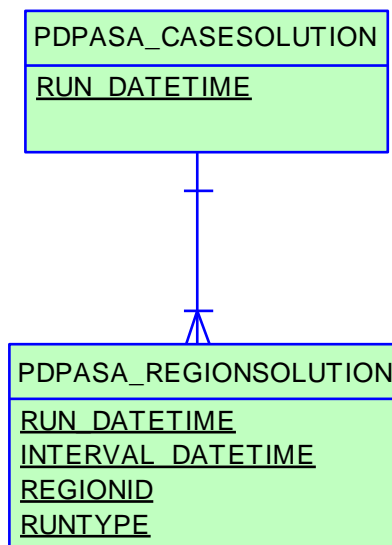 PDPASA_CASESOLUTION
RUN_DATETIME
PDPASA_REGIONSOLUTION
RUN_DATETIME
INTERVAL_DATETIME
REGIONID
RUNTYPE